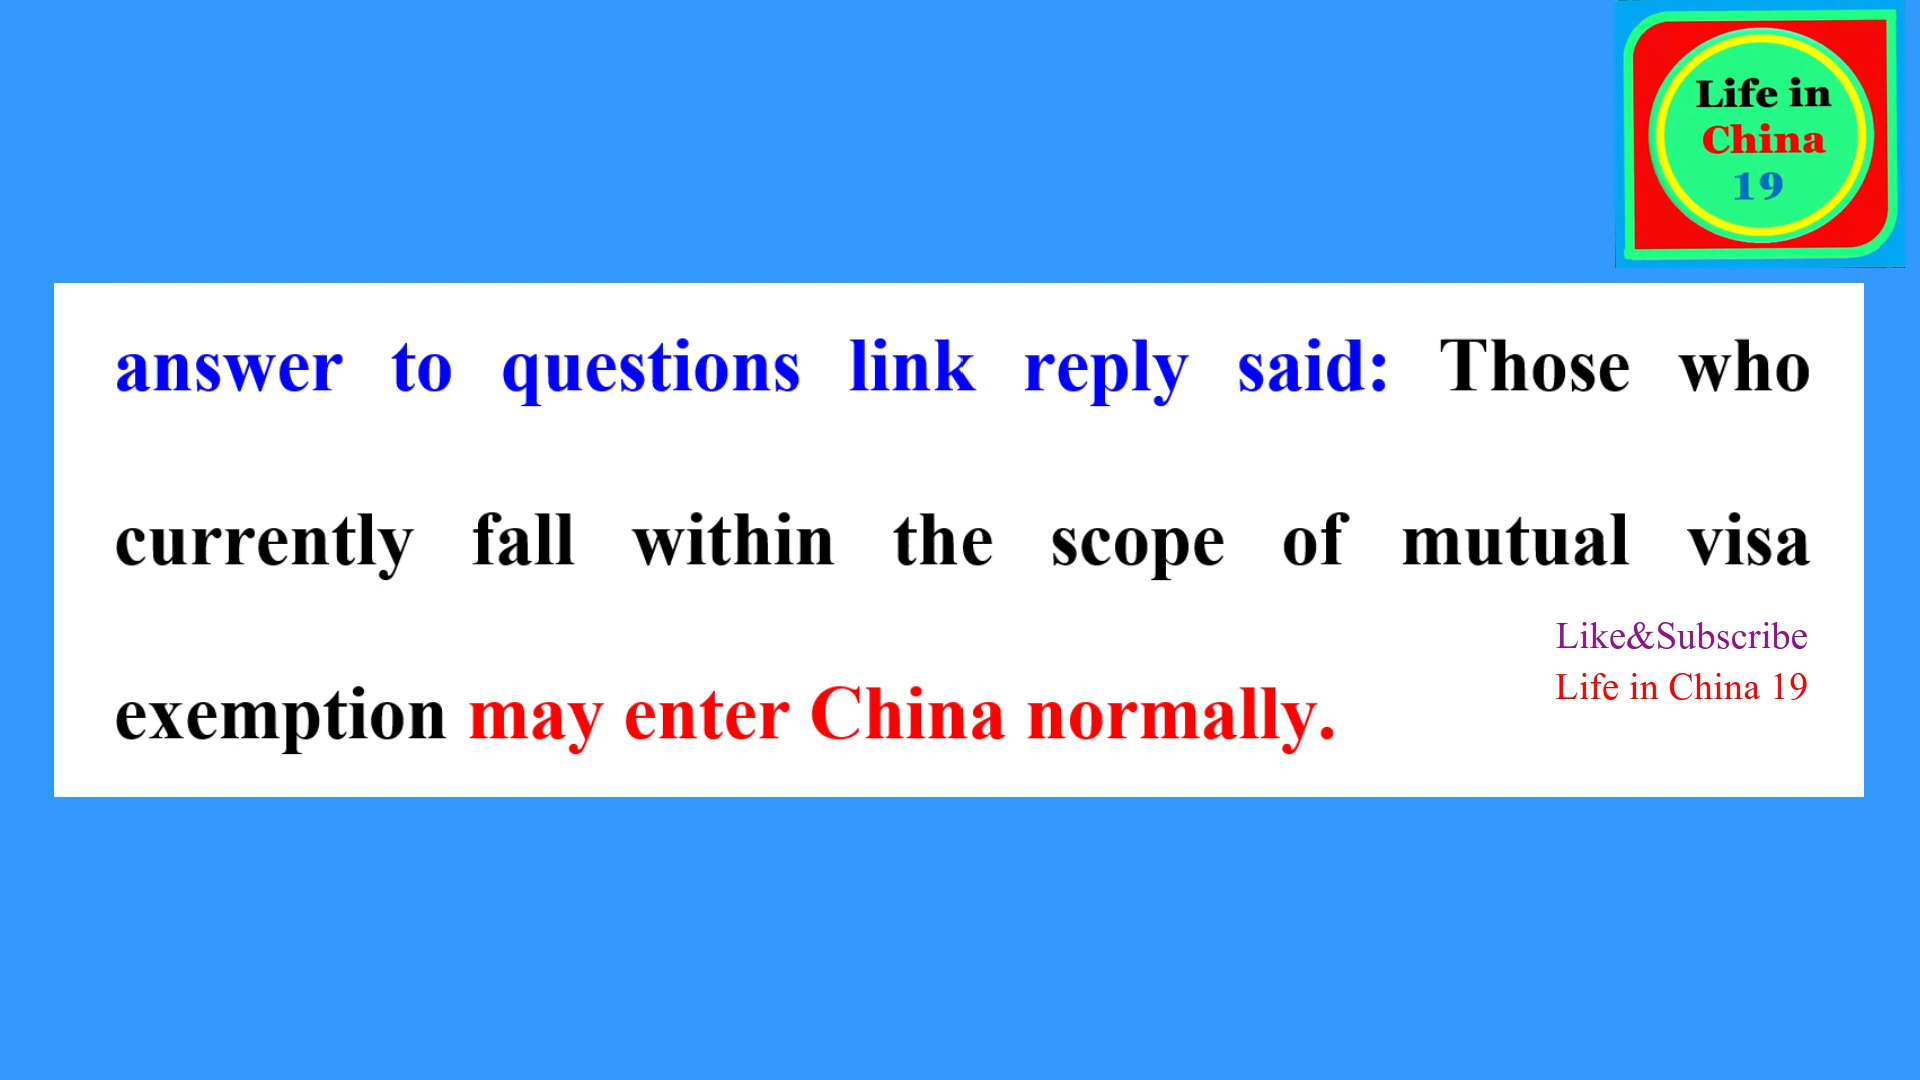 Life in
China
19
answer to questions link reply said: Those who
currently fall within the scope of mutual visa
exemption may enter China normally.
Like&Subscribe
Life in China 19